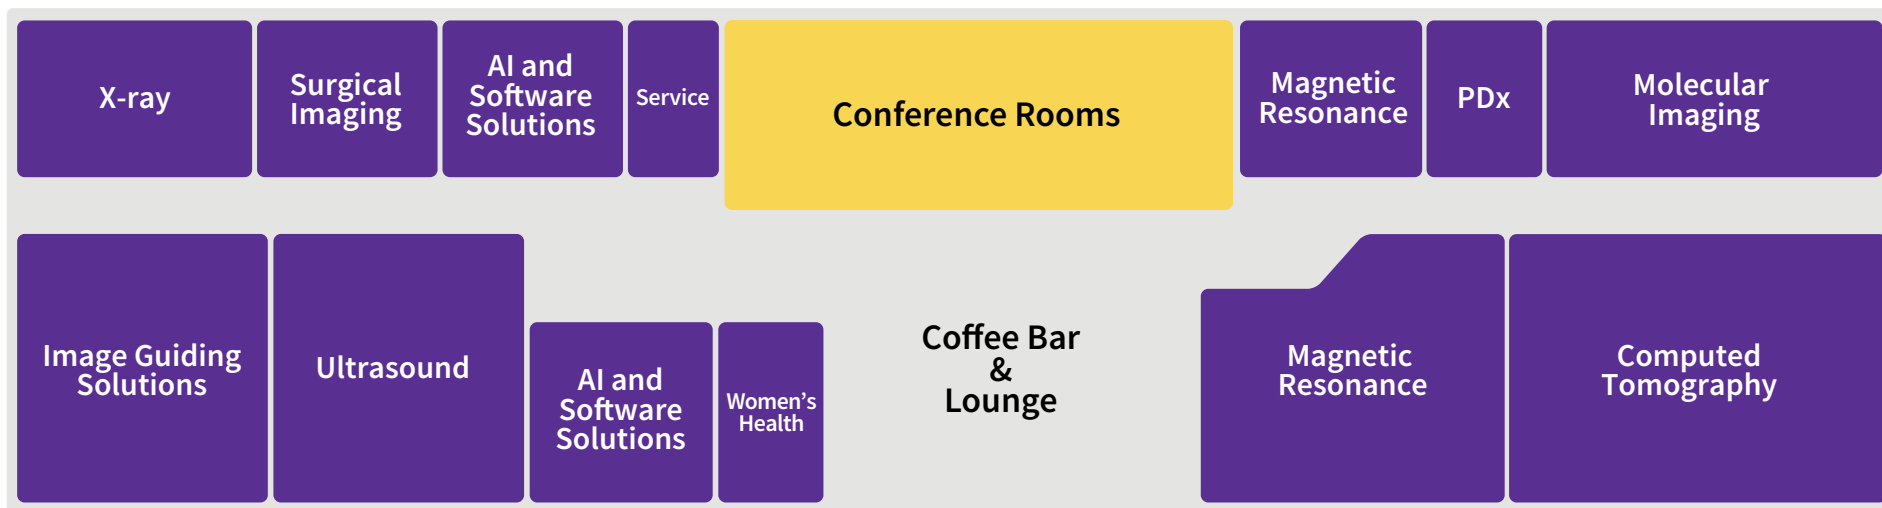 X-ray
Surgical
Imaging
AI and
Software
Solutions
Service
Conference Rooms
Magnetic
Resonance
PDx
Molecular
Imaging
Image Guiding
Solutions
Ultrasound
AI and
Software
Solutions
Women’s
Health
Coffee Bar
&
Lounge
Magnetic
Resonance
Computed
Tomography